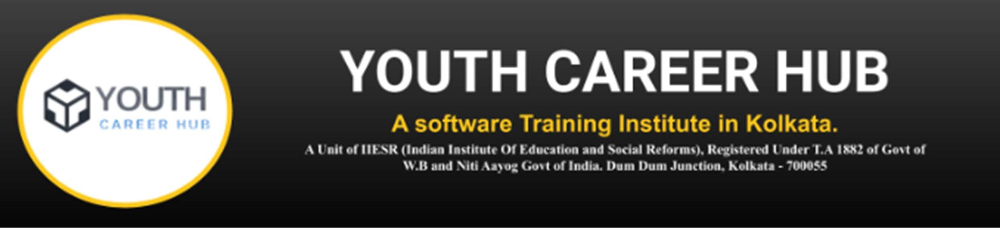 YOUTH
CAREER HUB
YOUTH CAREER HUB
A software Training Institute in Kolkata.
A Unit of IIESR (Indian Institute Of Education and Social Reforms), Registered Under T.A 1882 of Govt of
W.B and Niti Aayog Govt of India. Dum Dum Junction, Kolkata - 700055